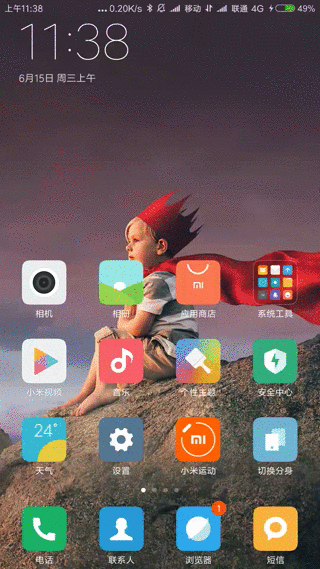 上午11:38 ... 0.20K/s 移动 联通 4G 49%
11:38
6月15日 周三上午
mi
相机 相册 应用商店 系统工具
小米视频 音乐 个性主题 安全中心
24°
mi
天气 设置 小米运动 切换分身
1
电话 联系人 浏览器 短信